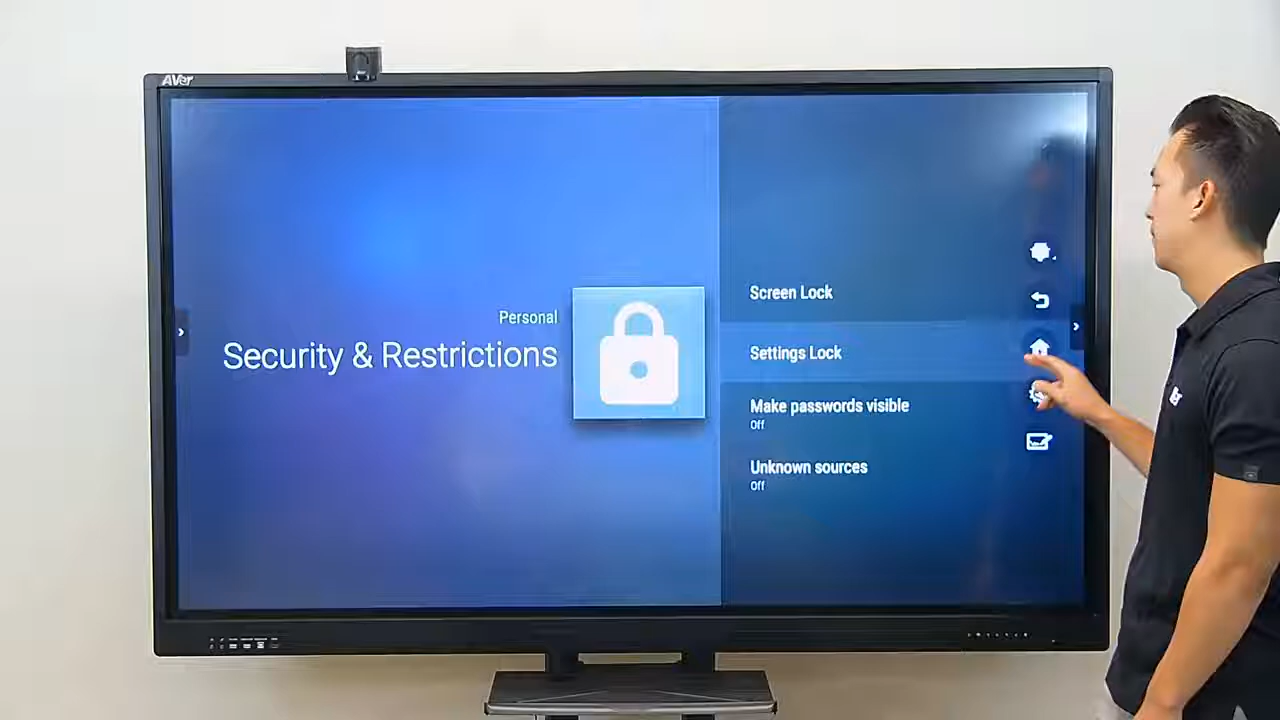 AVer
Personal
Security & Restrictions
Screen Lock
Settings Lock
Make passwords visible
Off
Unknown sources
Off